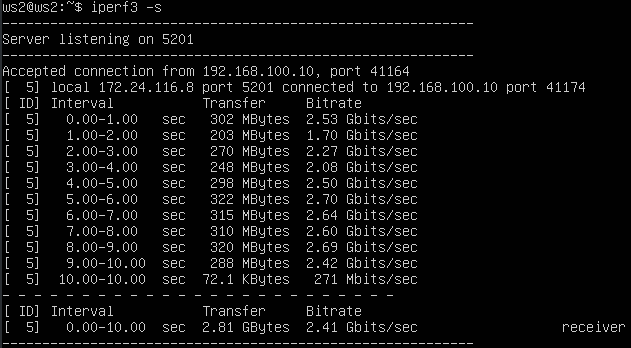 ws2@ws2:~$ iperf3 -s
-----------------------------------------------------------
Server listening on 5201
-----------------------------------------------------------
Accepted connection from 192.168.100.10, port 41164
[  5] local 172.24.116.8 port 5201 connected to 192.168.100.10 port 41174
[ ID] Interval           Transfer     Bitrate
[  5]   0.00-1.00   sec   302 MBytes  2.53 Gbits/sec
[  5]   1.00-2.00   sec   203 MBytes  1.70 Gbits/sec
[  5]   2.00-3.00   sec   270 MBytes  2.27 Gbits/sec
[  5]   3.00-4.00   sec   248 MBytes  2.08 Gbits/sec
[  5]   4.00-5.00   sec   298 MBytes  2.50 Gbits/sec
[  5]   5.00-6.00   sec   322 MBytes  2.70 Gbits/sec
[  5]   6.00-7.00   sec   315 MBytes  2.64 Gbits/sec
[  5]   7.00-8.00   sec   310 MBytes  2.60 Gbits/sec
[  5]   8.00-9.00   sec   320 MBytes  2.69 Gbits/sec
[  5]   9.00-10.00  sec   288 MBytes  2.42 Gbits/sec
[  5]  10.00-10.00  sec  72.1 KBytes   271 Mbits/sec
- - - - - - - - - - - - - - - - - - - - - - - - -
[ ID] Interval           Transfer     Bitrate
[  5]   0.00-10.00  sec  2.81 GBytes  2.41 Gbits/sec                  receiver
-----------------------------------------------------------